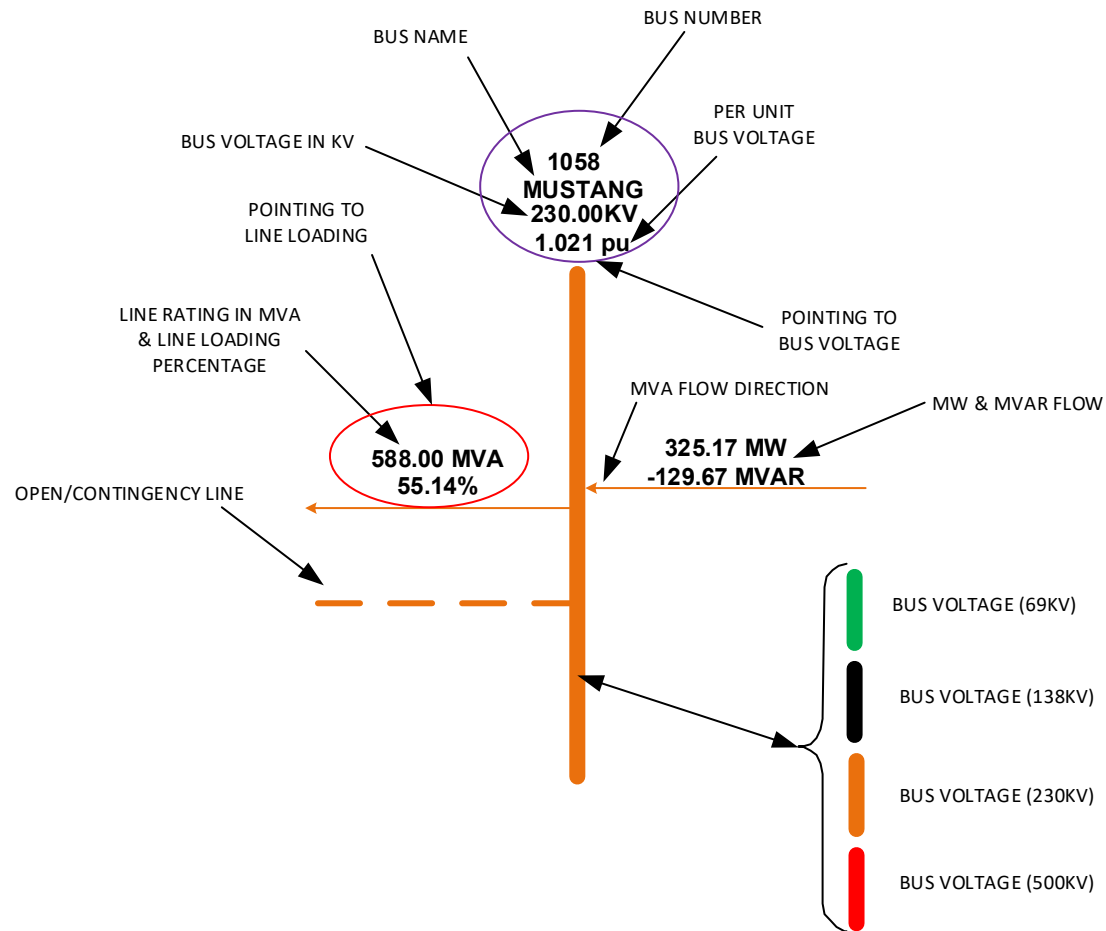 BUS NUMBER
BUS NAME
PER UNIT
BUS VOLTAGE
BUS VOLTAGE IN KV
1058
MUSTANG
230.00KV
1.021 pu
POINTING TO
LINE LOADING
LINE RATING IN MVA
& LINE LOADING
PERCENTAGE
POINTING TO
BUS VOLTAGE
MVA FLOW DIRECTION
MW & MVAR FLOW
588.00 MVA
55.14%
325.17 MW
-129.67 MVAR
OPEN/CONTINGENCY LINE
BUS VOLTAGE (69KV)
BUS VOLTAGE (138KV)
BUS VOLTAGE (230KV)
BUS VOLTAGE (500KV)